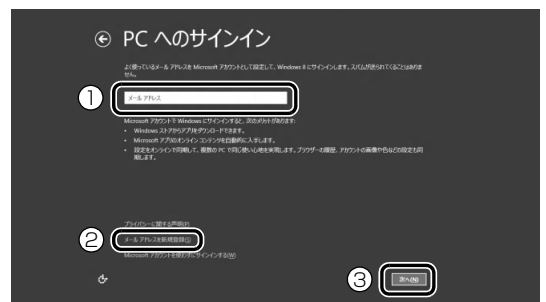 PC へのサインイン
よく使っているメール アドレスを Microsoft アカウントとして設定して、Windows 8 にサインインします。スパムが送られてくることはありま
せん。
①
メール アドレス
Microsoft アカウントで Windows にサインインすると、次のメリットがあります:
• Windows ストアからアプリをダウンロードできます。
• Microsoft アプリのオンライン コンテンツを自動的に入手します。
• 設定をオンラインで同期して、複数の PC で同じ使い心地を実現します。ブラウザーの履歴、アカウントの画像や色などの設定も同
期します。
プライバシーに関する声明(P)
②
メール アドレスを新規登録(S)
Microsoft アカウントを使わずにサインインする(W)
③
次へ(N)